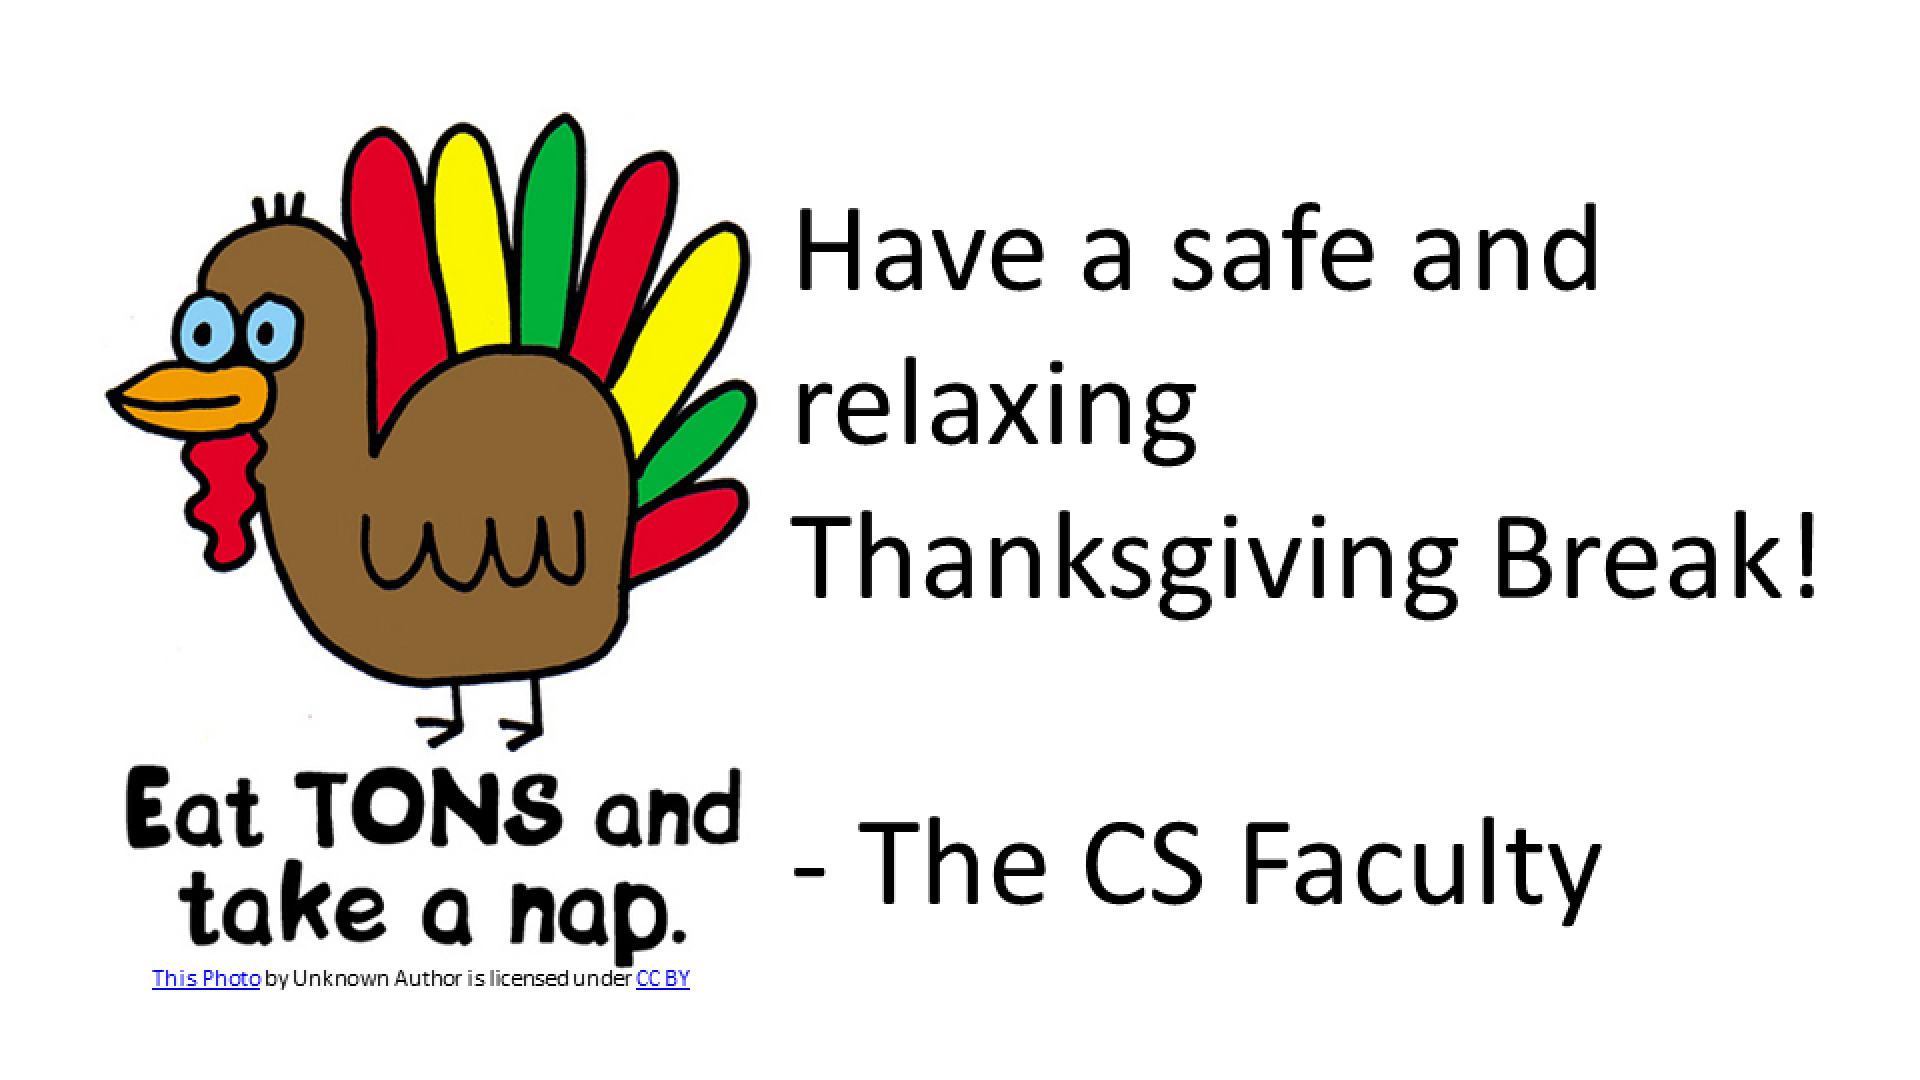 Have a safe and
relaxing
Thanksgiving Break!
- The CS Faculty
Eat TONS and
take a nap.
This Photo by Unknown Author is licensed under CC BY